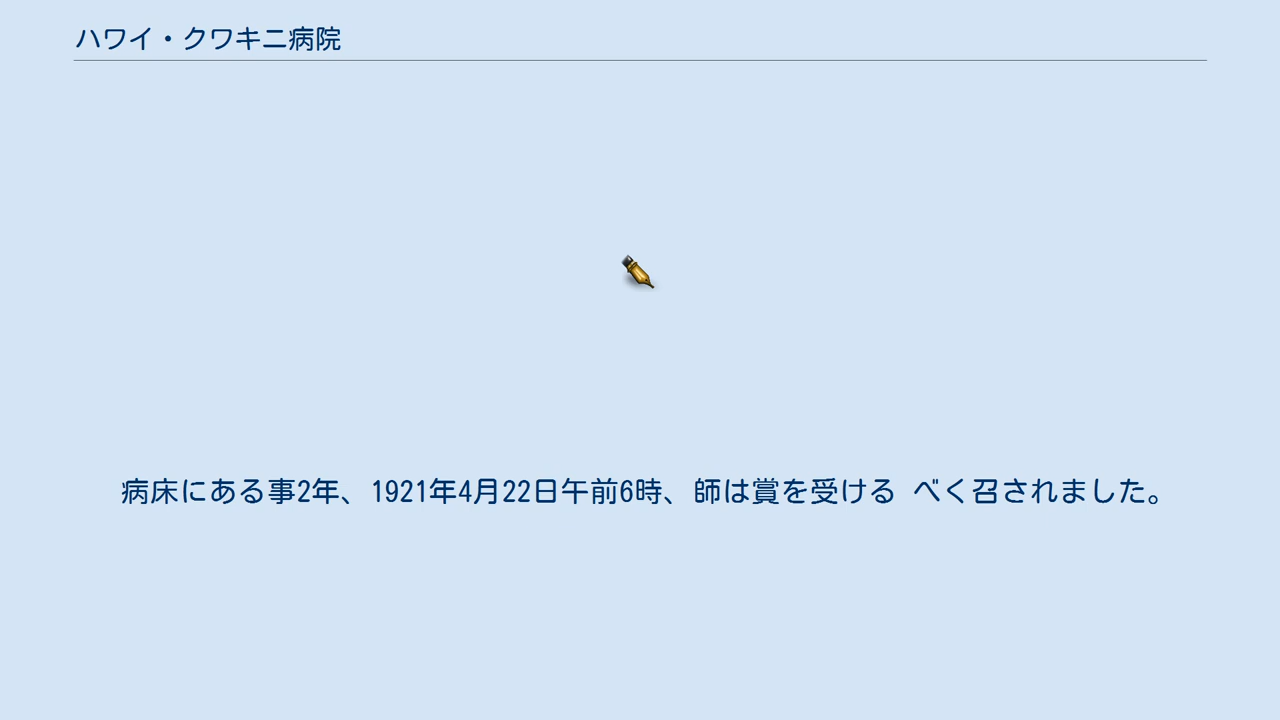 ハワイ・クワキニ病院
病床にある事2年、1921年4月22日午前6時、師は賞を受ける べく召されました。